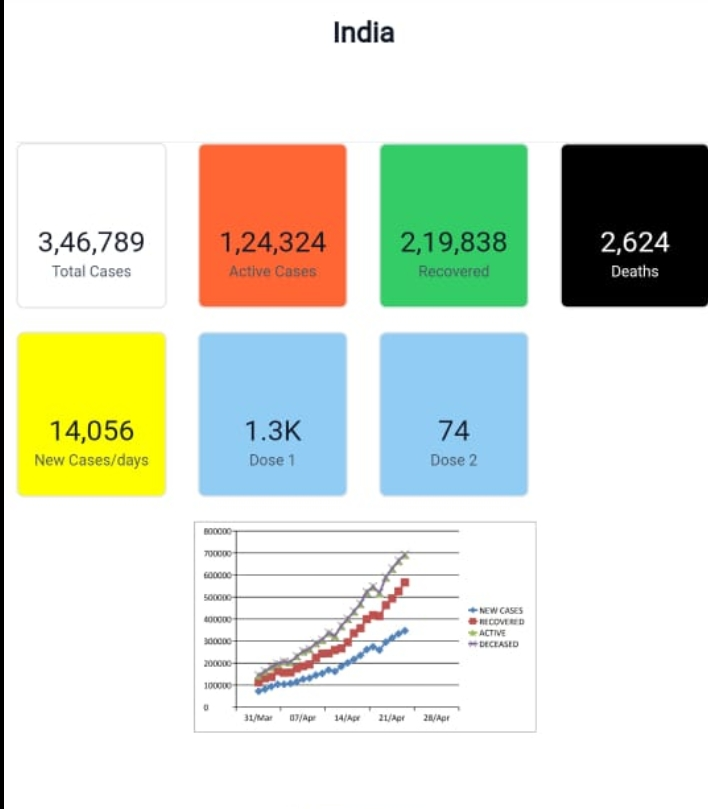 India
3,46,789
Total Cases
1,24,324
Active Cases
2,19,838
Recovered
2,624
Deaths
14,056
New Cases/days
1.3K
Dose 1
74
Dose 2
800000
700000
600000
500000
400000
300000
200000
100000
0
31/Mar 07/Apr 14/Apr 21/Apr 28/Apr
NEW CASES
RECOVERED
ACTIVE
DECEASED